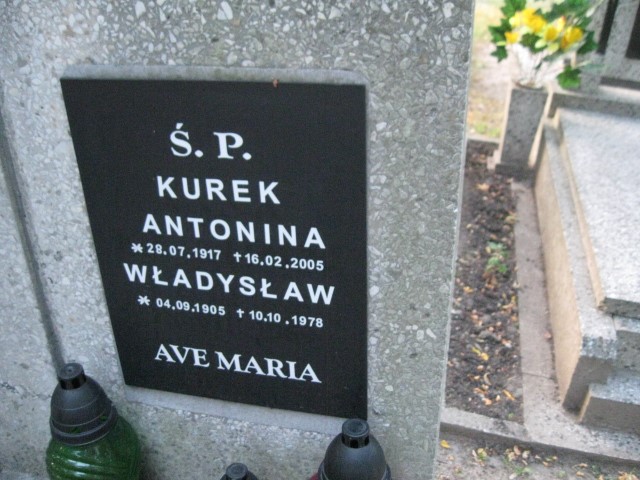 Ś. P.
KUREK
ANTONINA
* 28.07.1917 †16.02.2005
WŁADYSŁAW
* 04.09.1905 † 10.10.1978
AVE MARIA